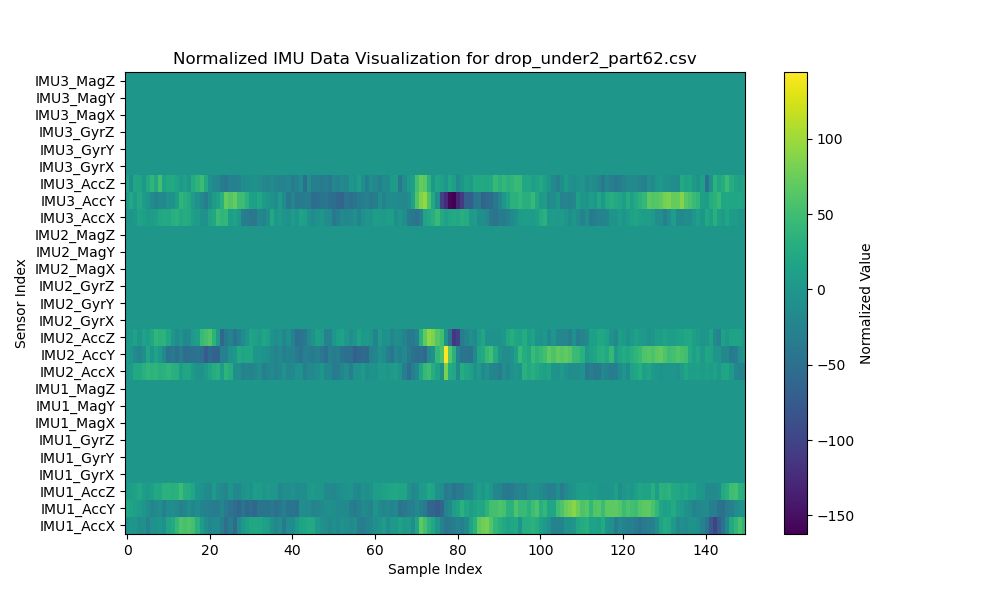 Normalized IMU Data Visualization for drop_under2_part62.csv
Sensor Index
IMU3_MagZ
IMU3_MagY
IMU3_MagX
IMU3_GyrZ
IMU3_GyrY
IMU3_GyrX
IMU3_AccZ
IMU3_AccY
IMU3_AccX
IMU2_MagZ
IMU2_MagY
IMU2_MagX
IMU2_GyrZ
IMU2_GyrY
IMU2_GyrX
IMU2_AccZ
IMU2_AccY
IMU2_AccX
IMU1_MagZ
IMU1_MagY
IMU1_MagX
IMU1_GyrZ
IMU1_GyrY
IMU1_GyrX
IMU1_AccZ
IMU1_AccY
IMU1_AccX
0 20 40 60 80 100 120 140
Sample Index
100
50
0
−50
−100
−150
Normalized Value